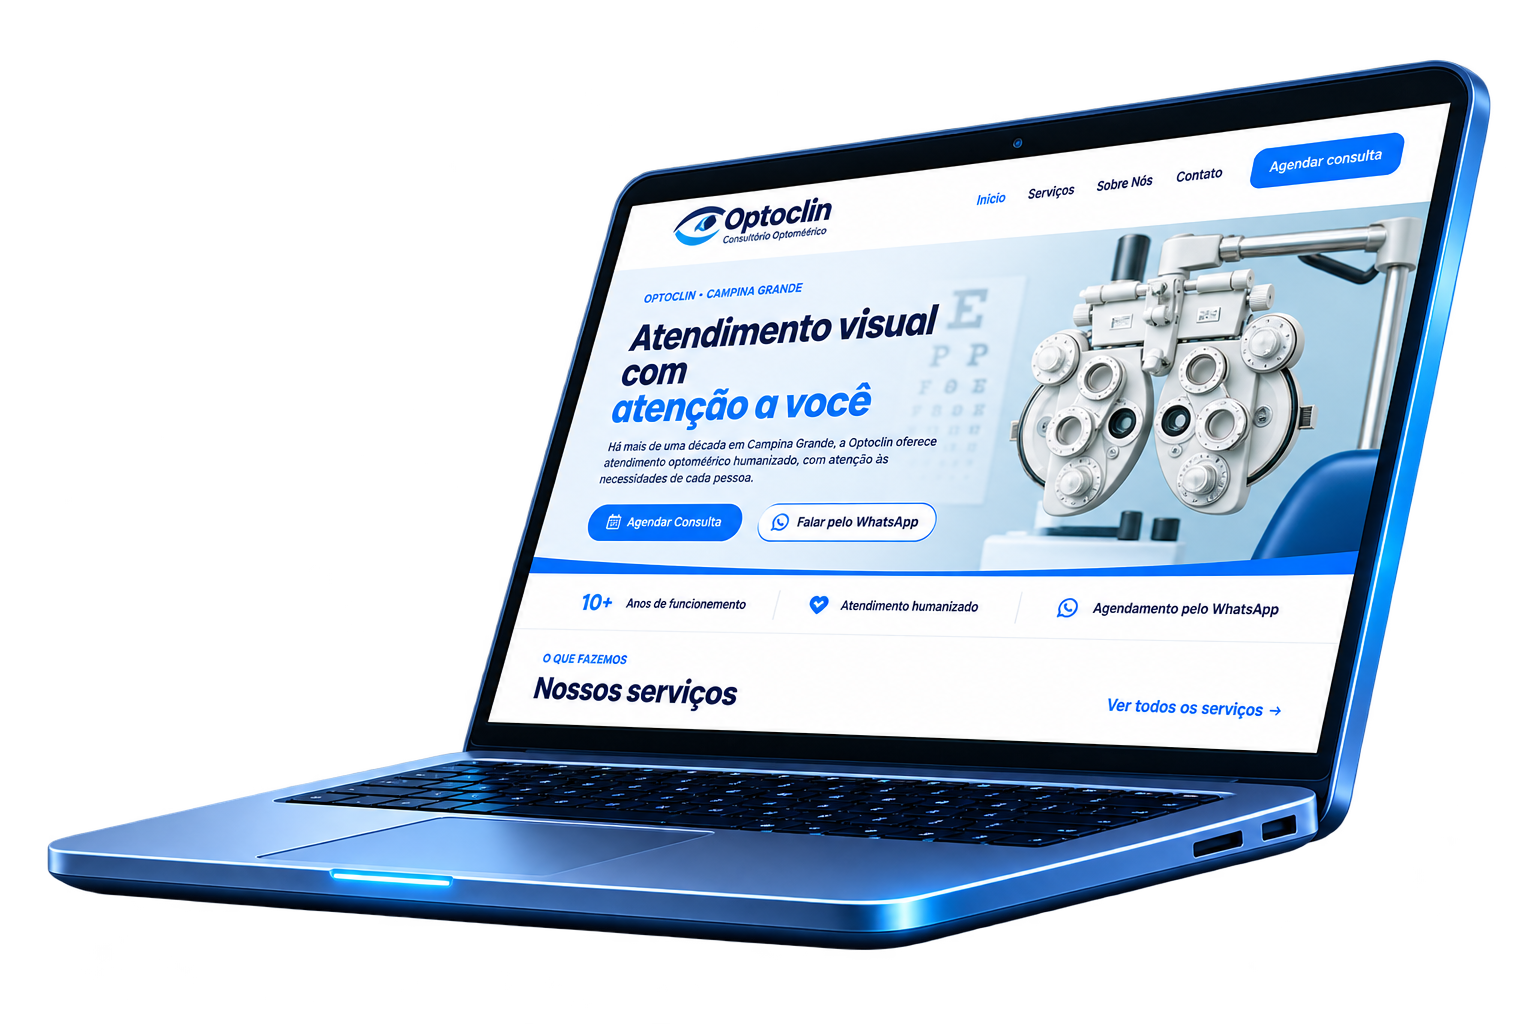 Optoclin
Consultório Optoméérico
Início
Serviços
Sobre Nós
Contato
Agendar consulta
OPTOCLIN • CAMPINA GRANDE
Atendimento visual
com
atenção a você
Há mais de uma década em Campina Grande, a Optoclin oferece
atendimento optoméérico humanizado, com atenção às
necessidades de cada pessoa.
Agendar Consulta
Falar pelo WhatsApp
E
P P
F O E
10+ Anos de funcionemento
Atendimento humanizado
Agendamento pelo WhatsApp
O QUE FAZEMOS
Nossos serviços
Ver todos os serviços →